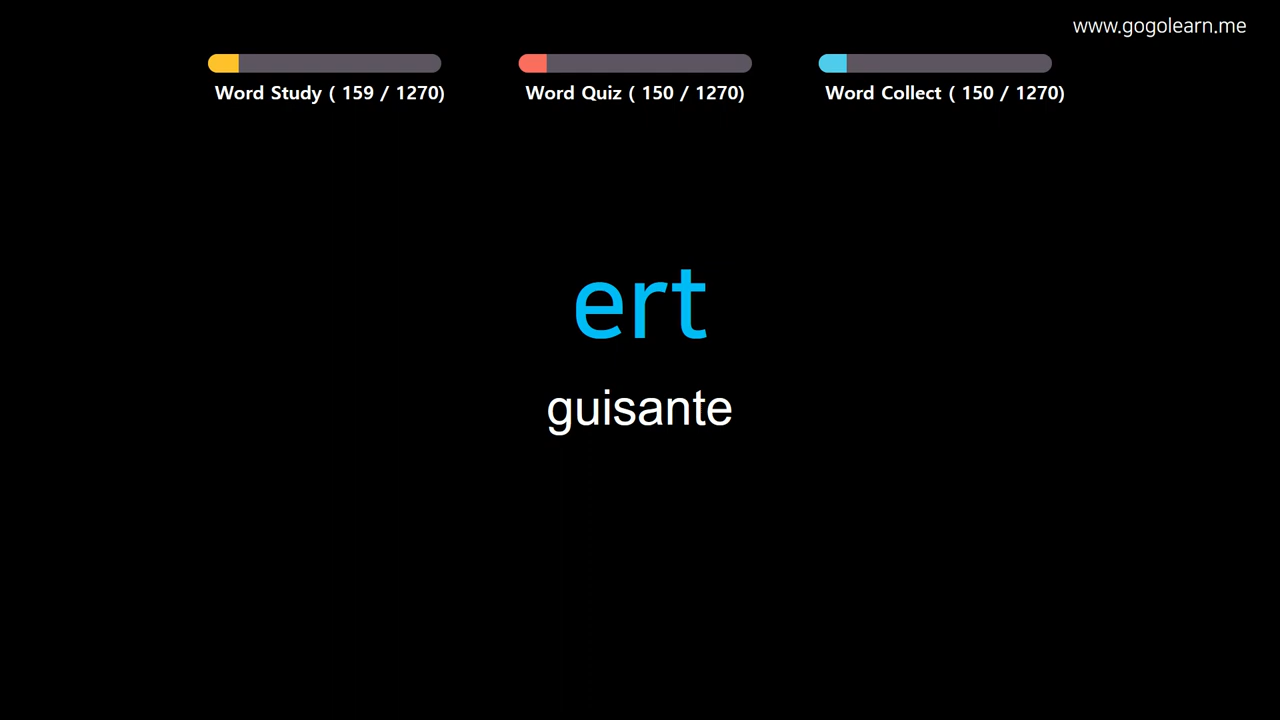 www.gogolearn.me
Word Study ( 159 / 1270)
Word Quiz ( 150 / 1270)
Word Collect ( 150 / 1270)
ert
guisante